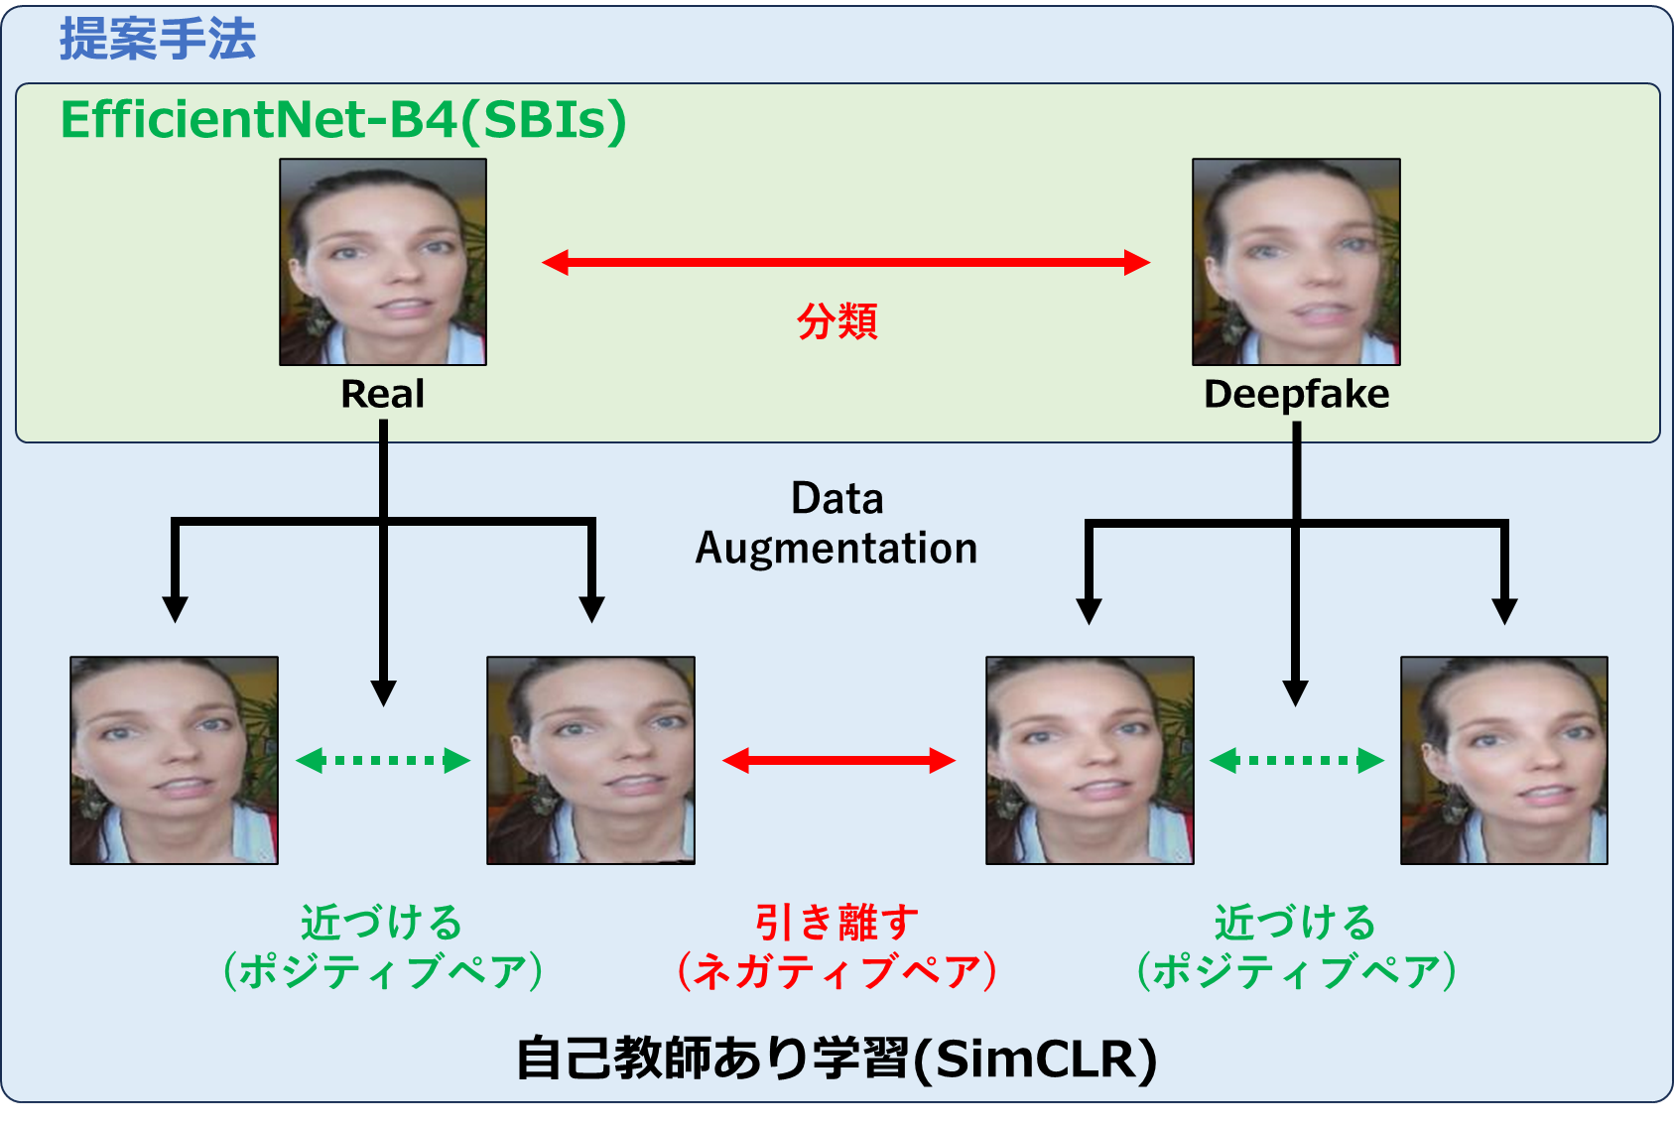 提案手法
EfficientNet-B4(SBIs)
分類
Real
Deepfake
Data
Augmentation
近づける
(ポジティブペア)
引き離す
(ネガティブペア)
近づける
(ポジティブペア)
自己教師あり学習(SimCLR)